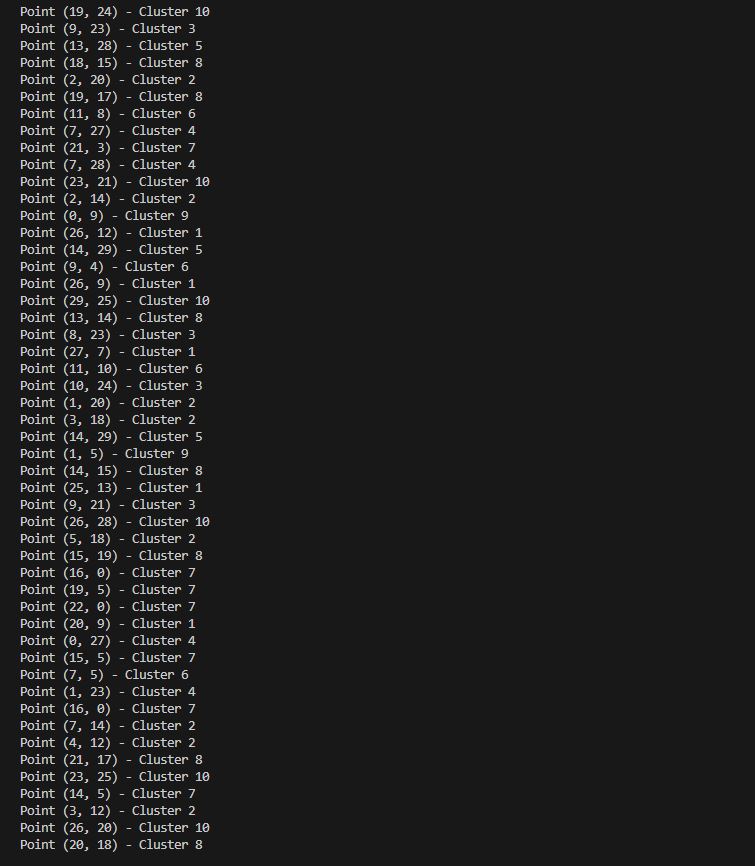 Point (19, 24) - Cluster 10
Point (9, 23) - Cluster 3
Point (13, 28) - Cluster 5
Point (18, 15) - Cluster 8
Point (2, 20) - Cluster 2
Point (19, 17) - Cluster 8
Point (11, 8) - Cluster 6
Point (7, 27) - Cluster 4
Point (21, 3) - Cluster 7
Point (7, 28) - Cluster 4
Point (23, 21) - Cluster 10
Point (2, 14) - Cluster 2
Point (0, 9) - Cluster 9
Point (26, 12) - Cluster 1
Point (14, 29) - Cluster 5
Point (9, 4) - Cluster 6
Point (26, 9) - Cluster 1
Point (29, 25) - Cluster 10
Point (13, 14) - Cluster 8
Point (8, 23) - Cluster 3
Point (27, 7) - Cluster 1
Point (11, 10) - Cluster 6
Point (10, 24) - Cluster 3
Point (1, 20) - Cluster 2
Point (3, 18) - Cluster 2
Point (14, 29) - Cluster 5
Point (1, 5) - Cluster 9
Point (14, 15) - Cluster 8
Point (25, 13) - Cluster 1
Point (9, 21) - Cluster 3
Point (26, 28) - Cluster 10
Point (5, 18) - Cluster 2
Point (15, 19) - Cluster 8
Point (16, 0) - Cluster 7
Point (19, 5) - Cluster 7
Point (22, 0) - Cluster 7
Point (20, 9) - Cluster 1
Point (0, 27) - Cluster 4
Point (15, 5) - Cluster 7
Point (7, 5) - Cluster 6
Point (1, 23) - Cluster 4
Point (16, 0) - Cluster 7
Point (7, 14) - Cluster 2
Point (4, 12) - Cluster 2
Point (21, 17) - Cluster 8
Point (23, 25) - Cluster 10
Point (14, 5) - Cluster 7
Point (3, 12) - Cluster 2
Point (26, 20) - Cluster 10
Point (20, 18) - Cluster 8